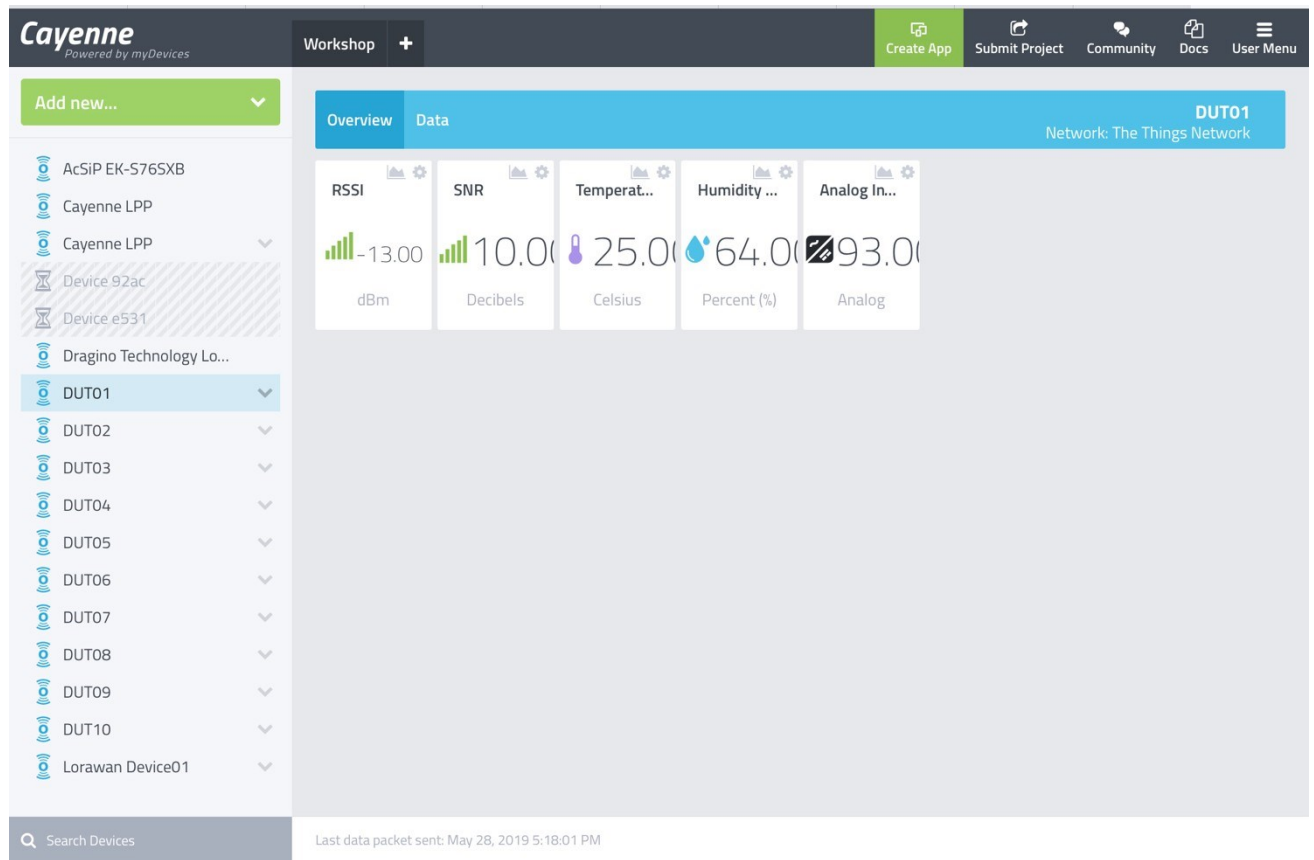 Cayenne
Powered by myDevices
Workshop
Create App
Submit Project
Community
Docs
User Menu
Add new...
AcSiP EK-S76SXB
Cayenne LPP
Cayenne LPP
Device 92ac
Device e531
Dragino Technology Lo...
DUT01
DUT02
DUT03
DUT04
DUT05
DUT06
DUT07
DUT08
DUT09
DUT10
Lorawan Device01
Search Devices
Overview Data
DUT01
Network: The Things Network
RSSI
-13.00
dBm
SNR
10.00
Decibels
Temperat...
25.0
Celsius
Humidity ...
64.0
Percent (%)
Analog In...
93.0
Analog
Last data packet sent: May 28, 2019 5:18:01 PM